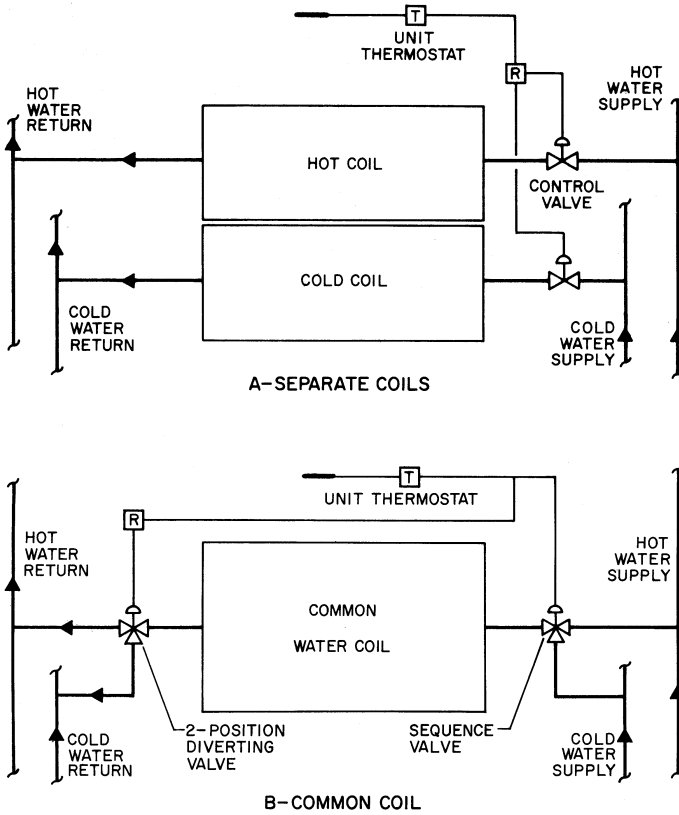 T
UNIT
THERMOSTAT
R
HOT
WATER
SUPPLY
HOT
WATER
RETURN
HOT COIL
CONTROL
VALVE
COLD COIL
COLD
WATER
RETURN
COLD
WATER
SUPPLY
A–SEPARATE COILS
T
UNIT THERMOSTAT
R
HOT
WATER
RETURN
HOT
WATER
SUPPLY
COMMON
WATER COIL
2-POSITION
DIVERTING
VALVE
SEQUENCE
VALVE
COLD
WATER
RETURN
COLD
WATER
SUPPLY
B–COMMON COIL